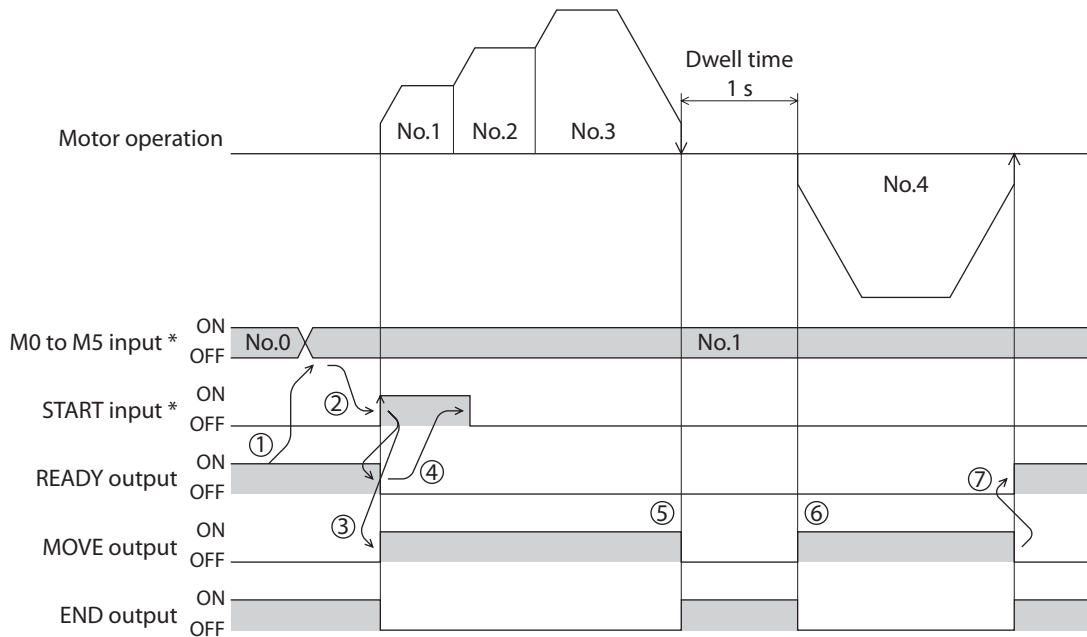 Dwell time
1 s
No.1
No.2
No.3
Motor operation
No.4
M0 to M5 input *
ON
OFF
No.0
No.1
START input *
ON
OFF
②
①
READY output
ON
OFF
④
⑦
MOVE output
ON
OFF
③
⑤
⑥
END output
ON
OFF